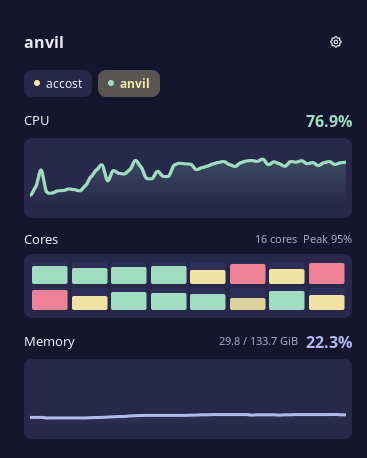 anvil
accost anvil
CPU 76.9%
Cores 16 cores Peak 95%
Memory 29.8 / 133.7 GiB 22.3%